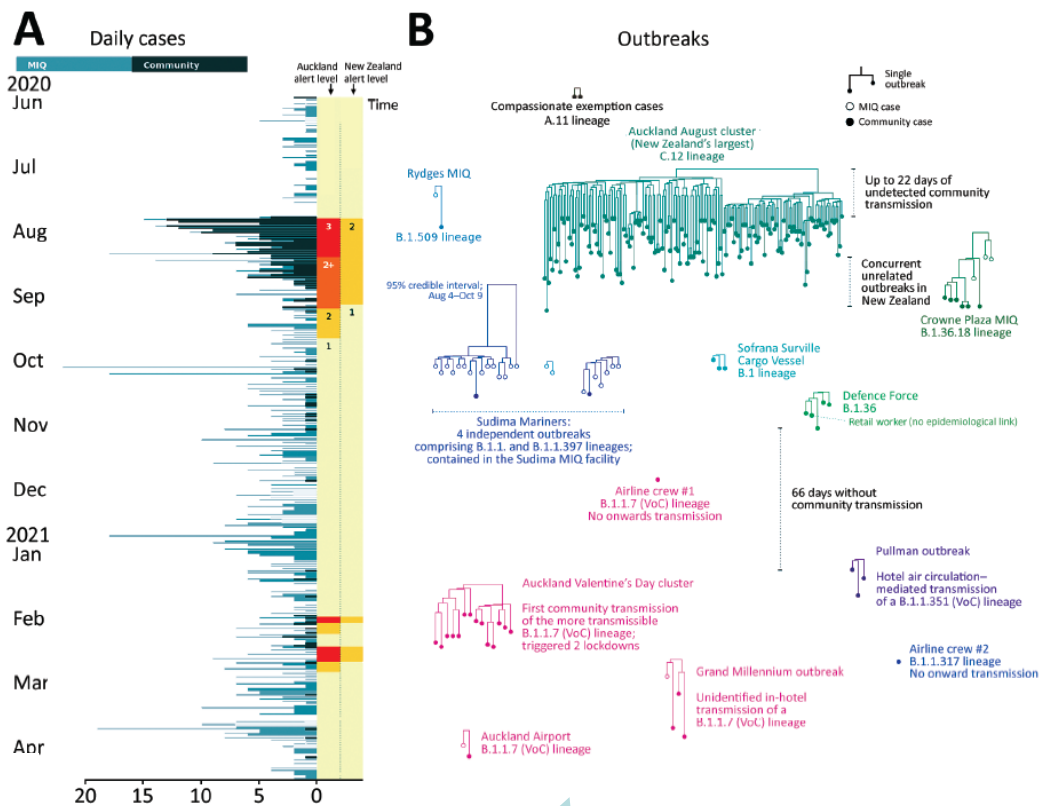 A
Daily cases
MIQ
Community
Auckland
alert level
New Zealand
alert level
2020
Time
Jun
Jul
Aug
Sep
Oct
Nov
Dec
2021
Jan
Feb
Mar
Apr
3
2
2+
2
1
1
20
15
10
5
0
B
Outbreaks
Single
outbreak
MIQ case
Community case
Compassionate exemption cases
A.11 lineage
Auckland August cluster
(New Zealand's largest)
C.12 lineage
Rydges MIQ
B.1.509 lineage
Up to 22 days of
undetected community
transmission
95% credible interval;
Aug 4–Oct 9
Concurrent
unrelated
outbreaks in
New Zealand
Crowne Plaza MIQ
B.1.36.18 lineage
Sofrana Surville
Cargo Vessel
B.1 lineage
Defence Force
B.1.36
Retail worker (no epidemiological link)
Sudima Mariners:
4 independent outbreaks
comprising B.1.1. and B.1.1.397 lineages;
contained in the Sudima MIQ facility
Airline crew #1
B.1.1.7 (VoC) lineage
No onwards transmission
66 days without
community transmission
Pullman outbreak
Hotel air circulation–
mediated transmission
of a B.1.1.351 (VoC) lineage
Auckland Valentine's Day cluster
First community transmission
of the more transmissible
B.1.1.7 (VoC) lineage;
triggered 2 lockdowns
Airline crew #2
B.1.1.317 lineage
No onward transmission
Grand Millennium outbreak
Unidentified in-hotel
transmission of a
B.1.1.7 (VoC) lineage
Auckland Airport
B.1.1.7 (VoC) lineage